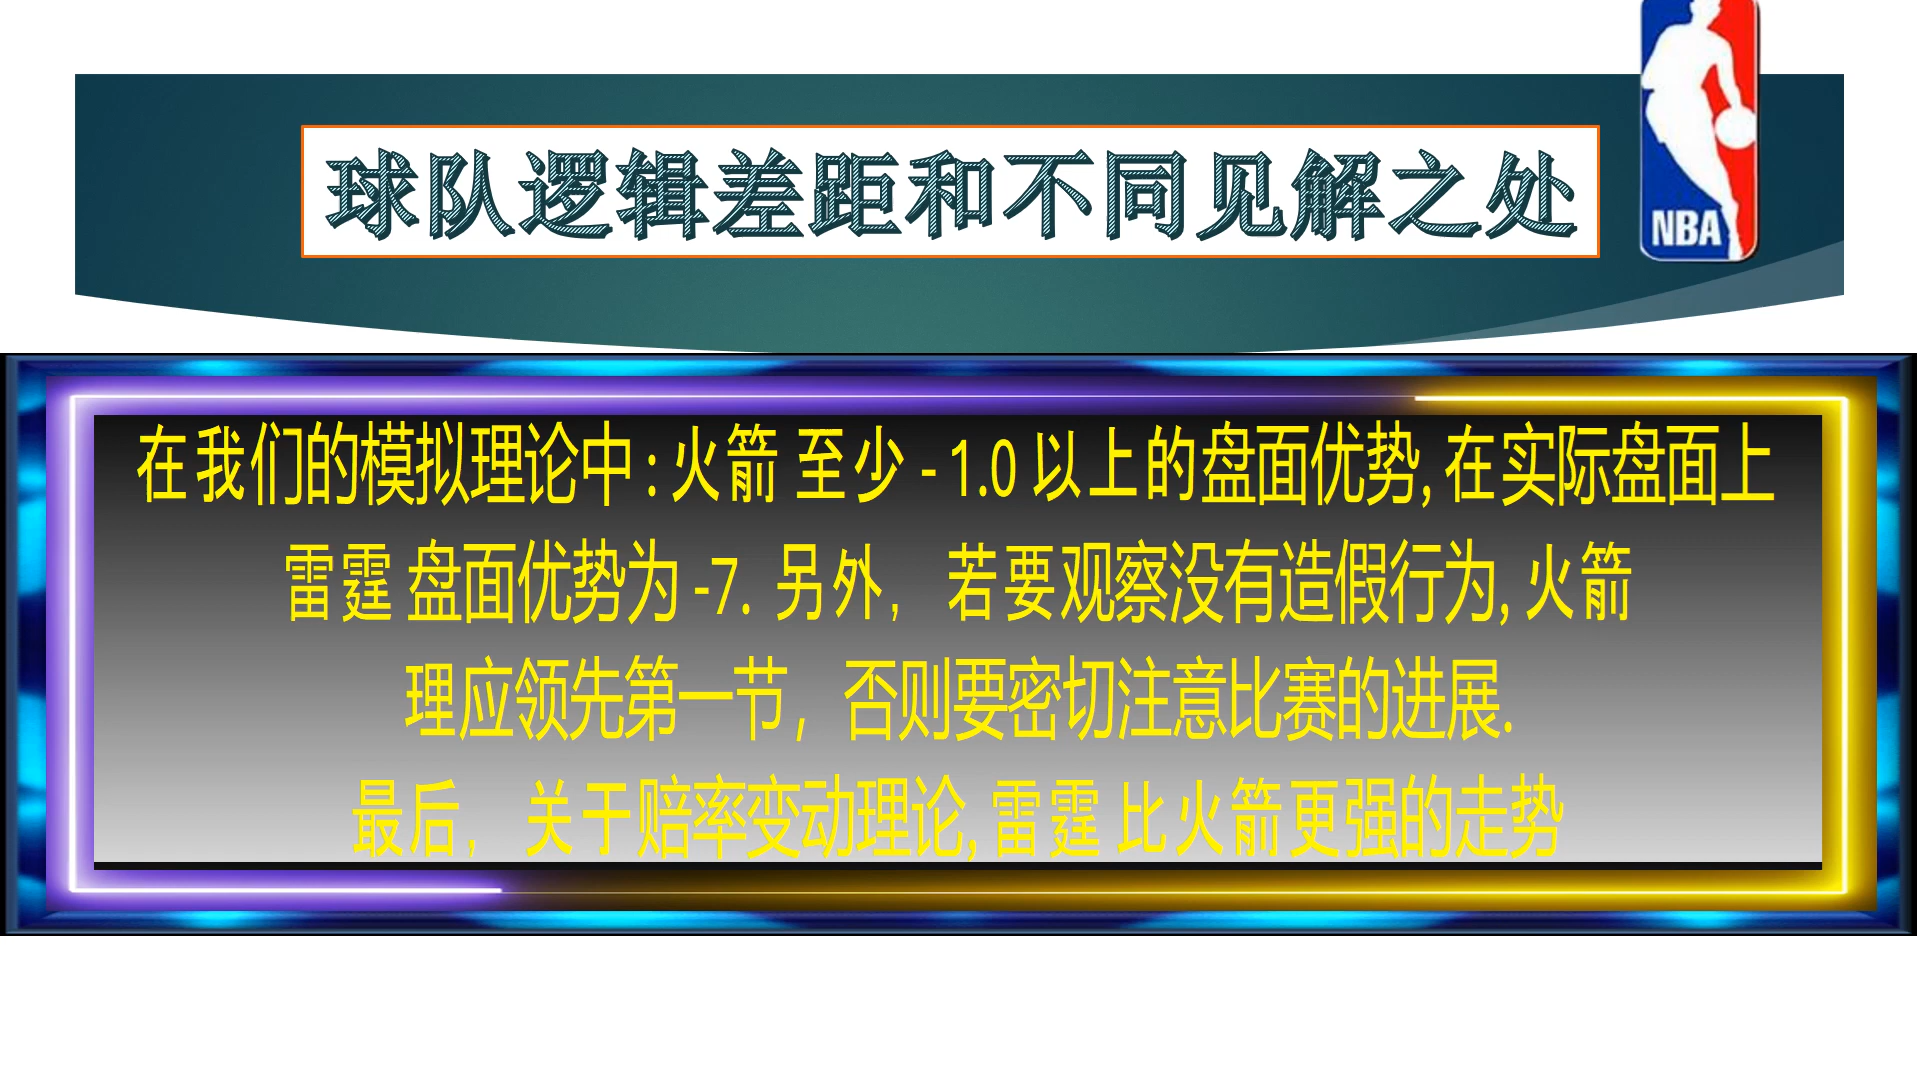 球队逻辑差距和不同见解之处
NBA
在我们的模拟理论中: 火箭 至少 - 1.0 以上的盘面优势, 在实际盘面上
雷霆 盘面优势为 -7. 另外， 若要观察没有造假行为, 火箭
理应领先第一节，否则要密切注意比赛的进展.
最后， 关于赔率变动理论, 雷霆 比火箭更强的走势